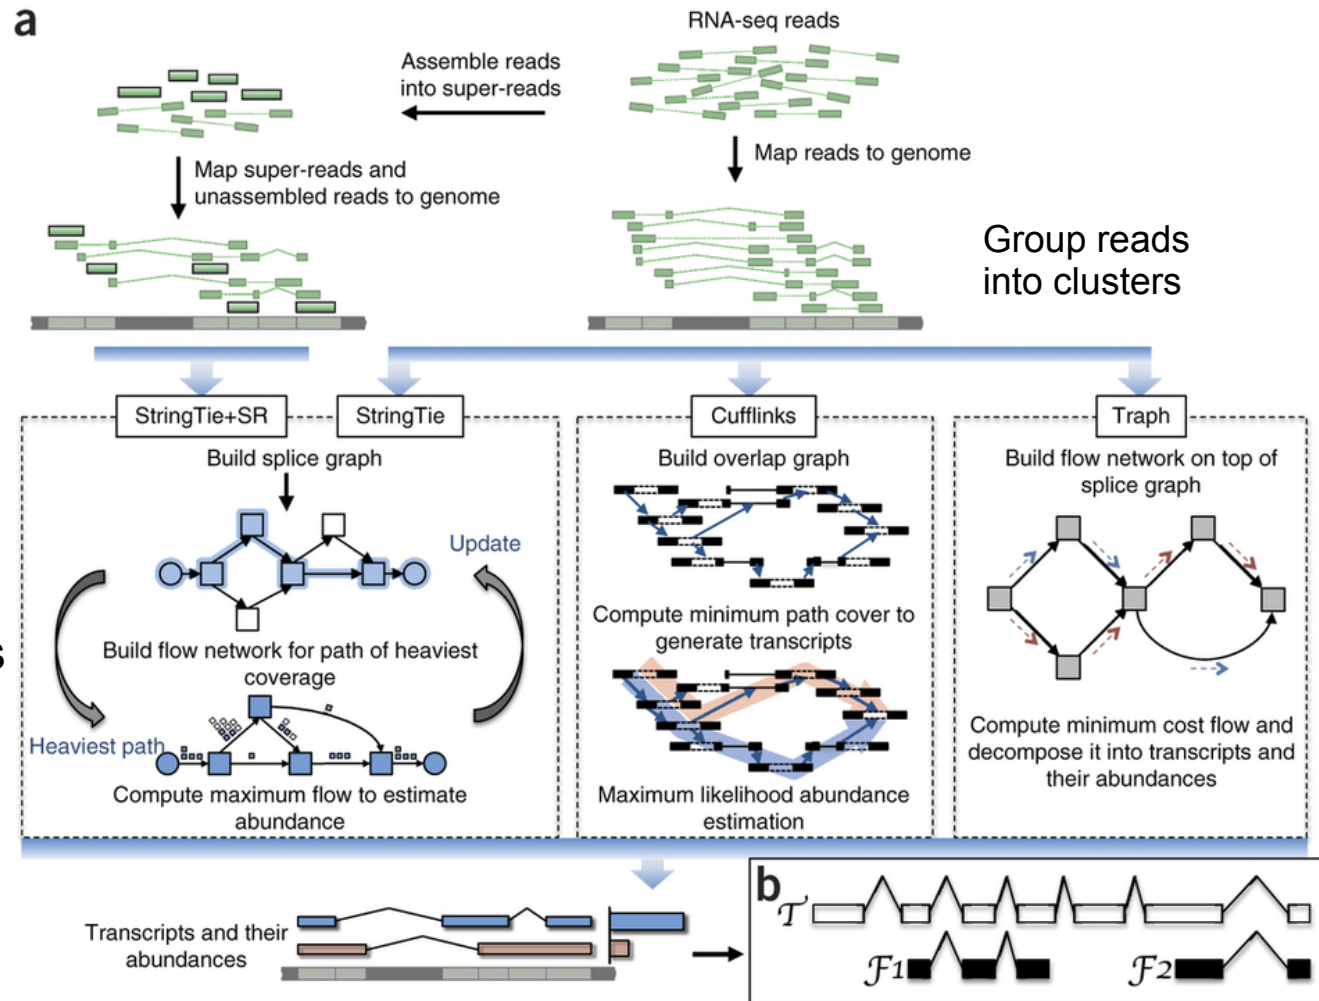 a
RNA-seq reads
Assemble reads
into super-reads
Map reads to genome
Map super-reads and
unassembled reads to genome
Group reads
into clusters
StringTie+SR
StringTie
Cufflinks
Traph
Build splice graph
Update
Build flow network for path of heaviest
coverage
Heaviest path
Compute maximum flow to estimate
abundance
Build overlap graph
Compute minimum path cover to
generate transcripts
Maximum likelihood abundance
estimation
Build flow network on top of
splice graph
Compute minimum cost flow and
decompose it into transcripts and
their abundances
s
Transcripts and their
abundances
b
𝒯
ℱ1
ℱ2